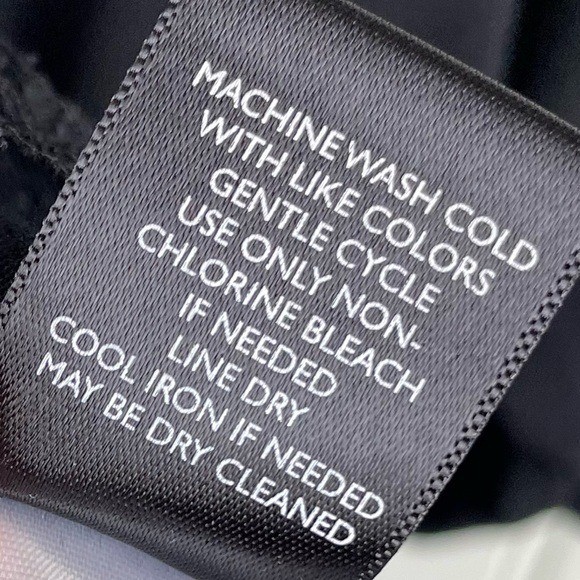 MACHINE WASH COLD
WITH LIKE COLORS
GENTLE CYCLE
USE ONLY NON-
CHLORINE BLEACH
IF NEEDED
LINE DRY
COOL IRON IF NEEDED
MAY BE DRY CLEANED